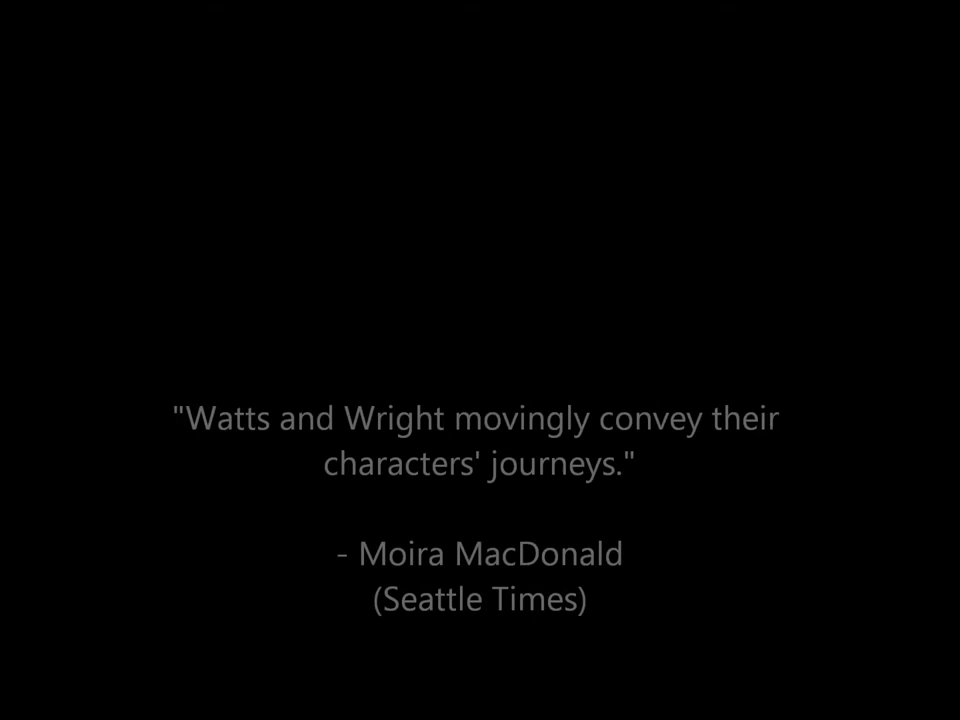 "Watts and Wright movingly convey their
characters' journeys."
- Moira MacDonald
(Seattle Times)